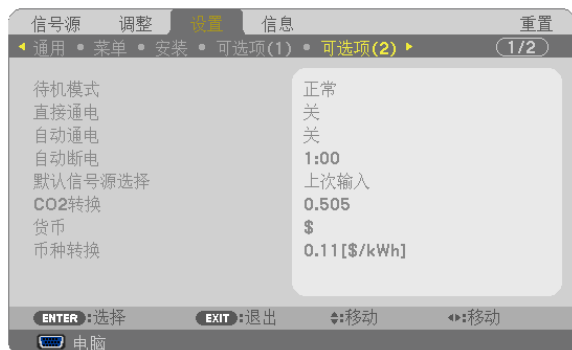 信号源 调整 设置 信息 重置
通用 • 菜单 • 安装 • 可选项(1) • 可选项(2) 1/2
待机模式 正常
直接通电 关
自动通电 关
自动断电 1:00
默认信号源选择 上次输入
CO2转换 0.505
货币 $
币种转换 0.11[$/kWh]
ENTER:选择 EXIT:退出 :移动 :移动
电脑